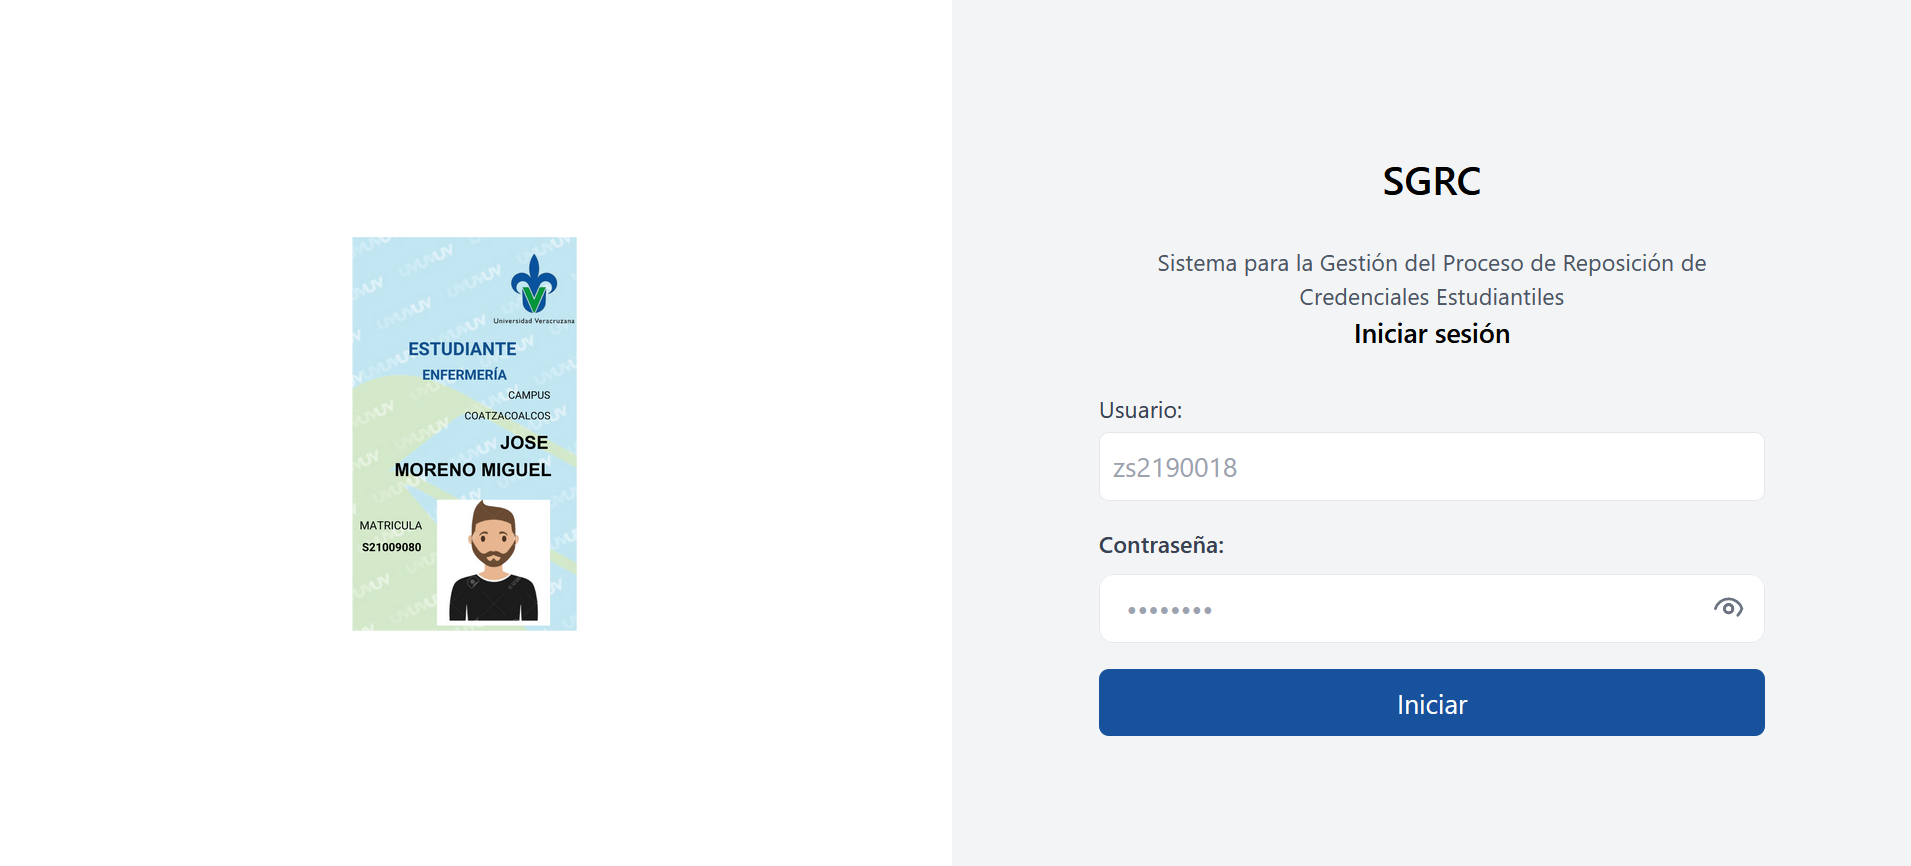 Universidad Veracruzana
ESTUDIANTE
ENFERMERÍA
CAMPUS
COATZACOALCOS
JOSE
MORENO MIGUEL
MATRICULA
S21009080
SGRC
Sistema para la Gestión del Proceso de Reposición de
Credenciales Estudiantiles
Iniciar sesión
Usuario:
zs2190018
Contraseña:
••••••••
Iniciar